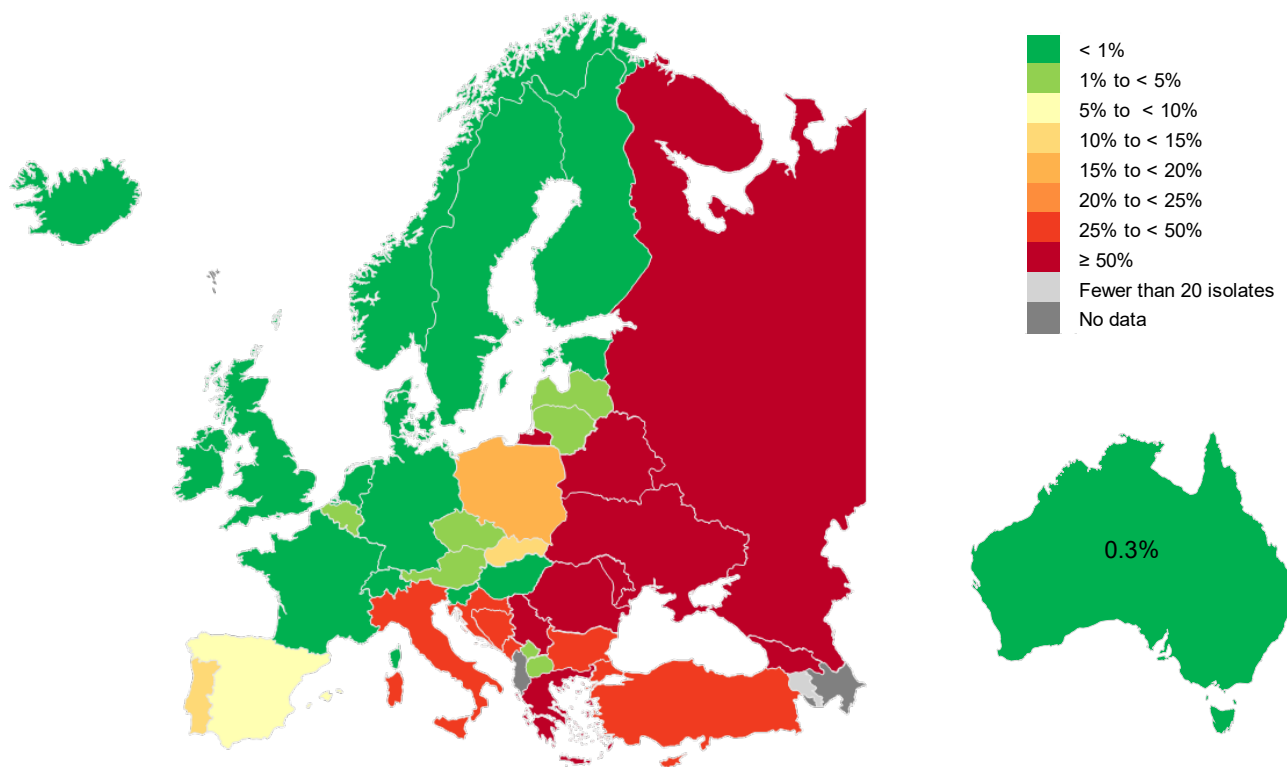 < 1%
1% to < 5%
5% to < 10%
10% to < 15%
15% to < 20%
20% to < 25%
25% to < 50%
≥ 50%
Fewer than 20 isolates
No data
0.3%